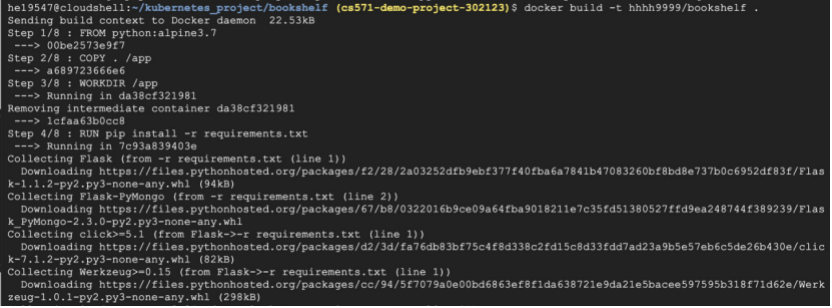 he19547@cloudshell:~/kubernetes_project/bookshelf (cs571-demo-project-302123)$ docker build -t hhhh9999/bookshelf .
Sending build context to Docker daemon  22.53kB
Step 1/8 : FROM python:alpine3.7
 ---> 00be2573e9f7
Step 2/8 : COPY . /app
 ---> a689723666e6
Step 3/8 : WORKDIR /app
 ---> Running in da38cf321981
Removing intermediate container da38cf321981
 ---> 1cfaa63b0cc8
Step 4/8 : RUN pip install -r requirements.txt
 ---> Running in 7c93a839403e
Collecting Flask (from -r requirements.txt (line 1))
  Downloading https://files.pythonhosted.org/packages/f2/28/2a03252dfb9ebf377f40fba6a7841b47083260bf8bd8e737b0c6952df83f/Flas
k-1.1.2-py2.py3-none-any.whl (94kB)
Collecting Flask-PyMongo (from -r requirements.txt (line 2))
  Downloading https://files.pythonhosted.org/packages/67/b8/0322016b9ce09a64fba9018211e7c35fd51380527ffd9ea248744f389239/Flas
k_PyMongo-2.3.0-py2.py3-none-any.whl
Collecting click>=5.1 (from Flask->-r requirements.txt (line 1))
  Downloading https://files.pythonhosted.org/packages/d2/3d/fa76db83bf75c4f8d338c2fd15c8d33fdd7ad23a9b5e57eb6c5de26b430e/clic
k-7.1.2-py2.py3-none-any.whl (82kB)
Collecting Werkzeug>=0.15 (from Flask->-r requirements.txt (line 1))
  Downloading https://files.pythonhosted.org/packages/cc/94/5f7079a0e00bd6863ef8f1da638721e9da21e5bacee597595b318f71d62e/Werk
zeug-1.0.1-py2.py3-none-any.whl (298kB)